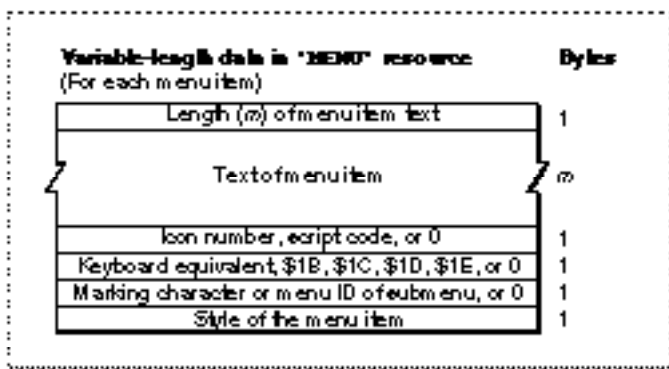 Variable-length data in 'MENU' resource Bytes
(For each menu item)
Length (m) of menu item text 1
Text of menu item m
Icon number, script code, or 0 1
Keyboard equivalent, $1B, $1C, $1D, $1E, or 0 1
Marking character or menu ID of submenu, or 0 1
Style of the menu item 1